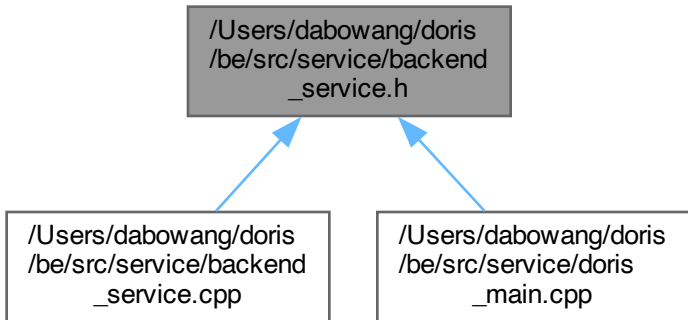 /Users/dabowang/doris
/be/src/service/backend
_service.h
/Users/dabowang/doris
/be/src/service/backend
_service.cpp
/Users/dabowang/doris
/be/src/service/doris
_main.cpp